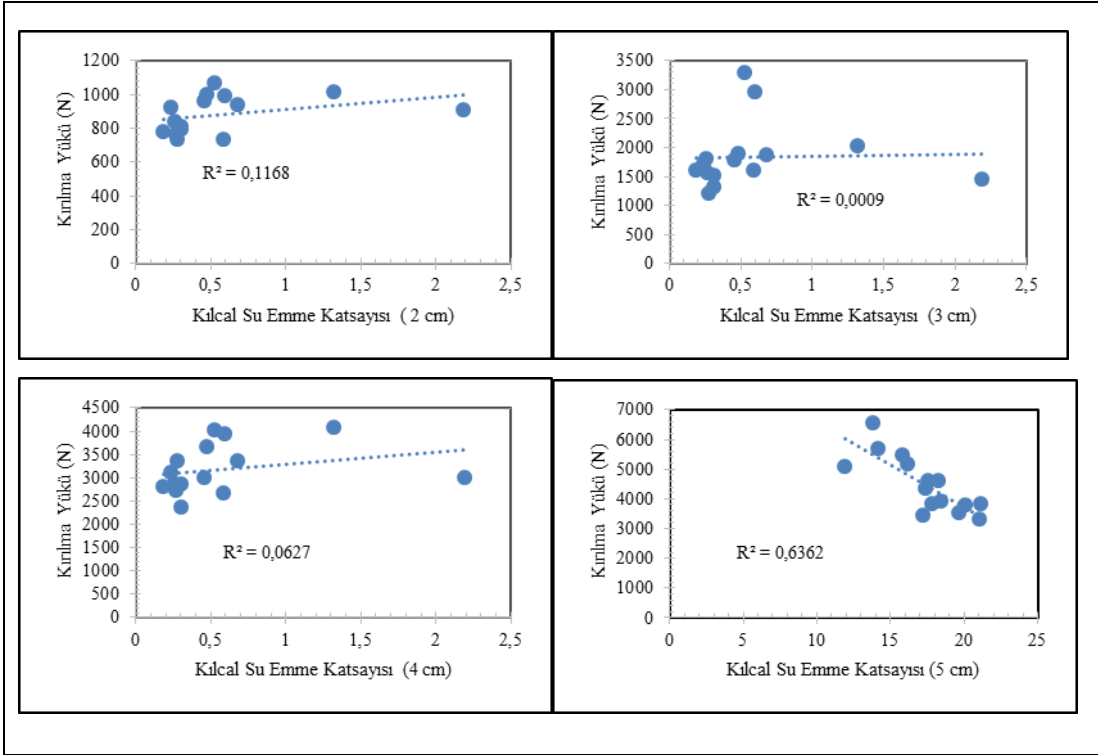 1200
1000
800
600
400
200
0
Kırılma Yükü (N)
R² = 0,1168
0 0,5 1 1,5 2 2,5
Kılcal Su Emme Katsayısı ( 2 cm)
3500
3000
2500
2000
1500
1000
500
0
Kırılma Yükü (N)
R² = 0,0009
0 0,5 1 1,5 2 2,5
Kılcal Su Emme Katsayısı (3 cm)
4500
4000
3500
3000
2500
2000
1500
1000
500
0
Kırılma Yükü (N)
R² = 0,0627
0 0,5 1 1,5 2 2,5
Kılcal Su Emme Katsayısı (4 cm)
7000
6000
5000
4000
3000
2000
1000
0
Kırılma Yükü (N)
R² = 0,6362
0 5 10 15 20 25
Kılcal Su Emme Katsayısı (5 cm)